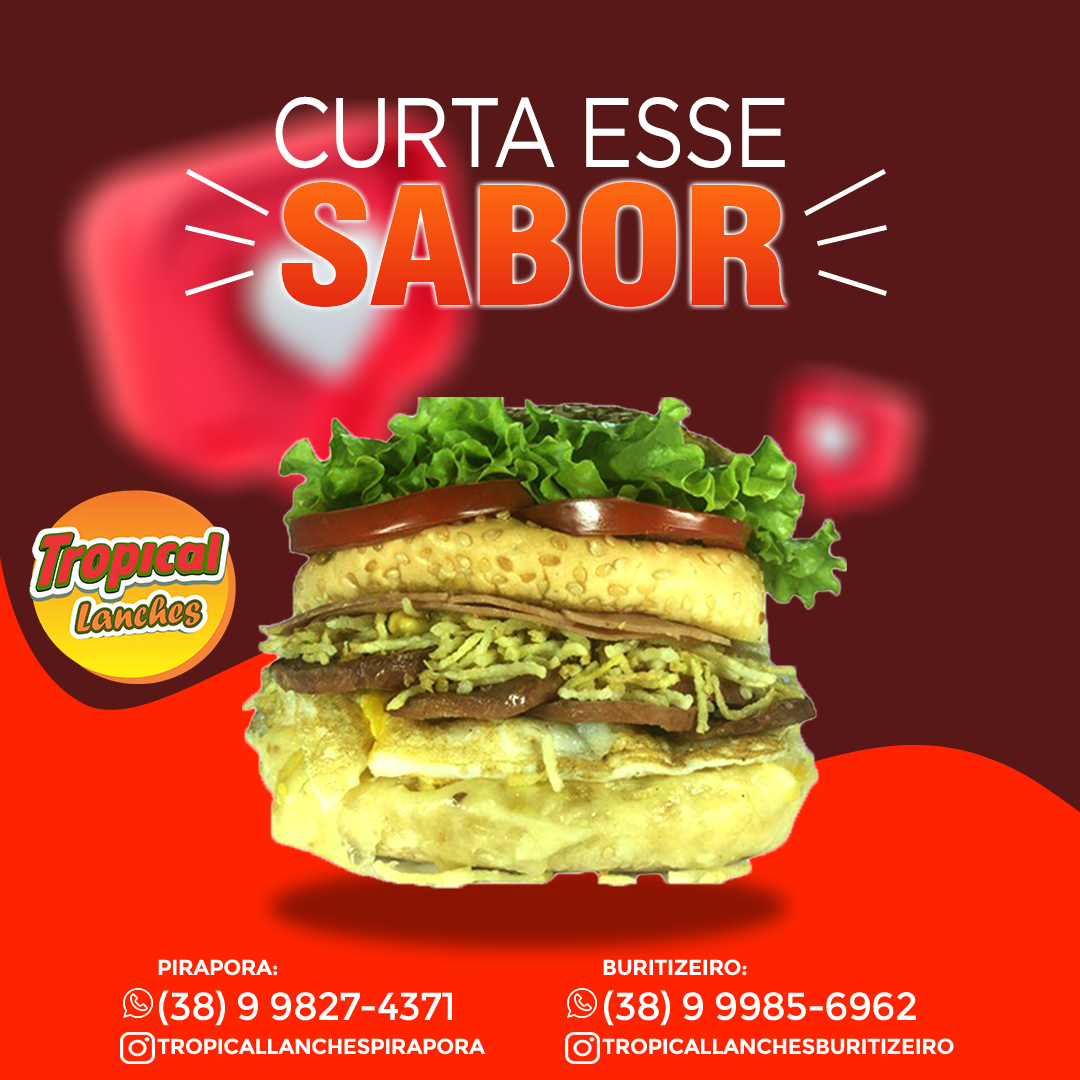 CURTA ESSE
SABOR
Tropical
Lanches
PIRAPORA:
(38) 9 9827-4371
TROPICALLANCHESPIRAPORA
BURITIZEIRO:
(38) 9 9985-6962
TROPICALLANCHESBURITIZEIRO